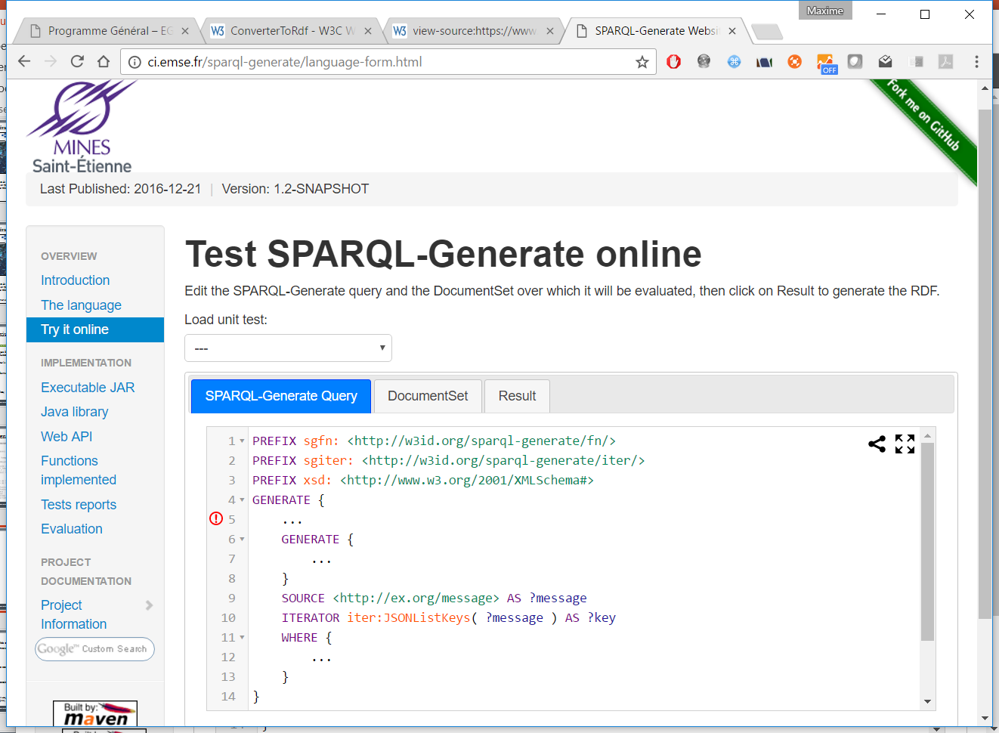 Maxime
Programme Général – EG
ConverterToRdf - W3C W
view-source:https://www
SPARQL-Generate Websi
ci.emse.fr/sparql-generate/language-form.html
OFF
Fork me on GitHub
MINES
Saint-Étienne
Last Published: 2016-12-21 | Version: 1.2-SNAPSHOT
OVERVIEW
Introduction
The language
Try it online
IMPLEMENTATION
Executable JAR
Java library
Web API
Functions
implemented
Tests reports
Evaluation
PROJECT
DOCUMENTATION
Project
Information
Google™ Custom Search
Built by:
maven
Test SPARQL-Generate online
Edit the SPARQL-Generate query and the DocumentSet over which it will be evaluated, then click on Result to generate the RDF.
Load unit test:
---
SPARQL-Generate Query DocumentSet Result
1 PREFIX sgfn: <http://w3id.org/sparql-generate/fn/>
2 PREFIX sgiter: <http://w3id.org/sparql-generate/iter/>
3 PREFIX xsd: <http://www.w3.org/2001/XMLSchema#>
4 GENERATE {
5 ...
6 GENERATE {
7 ...
8 }
9 SOURCE <http://ex.org/message> AS ?message
10 ITERATOR iter:JSONListKeys( ?message ) AS ?key
11 WHERE {
12 ...
13 }
14 }